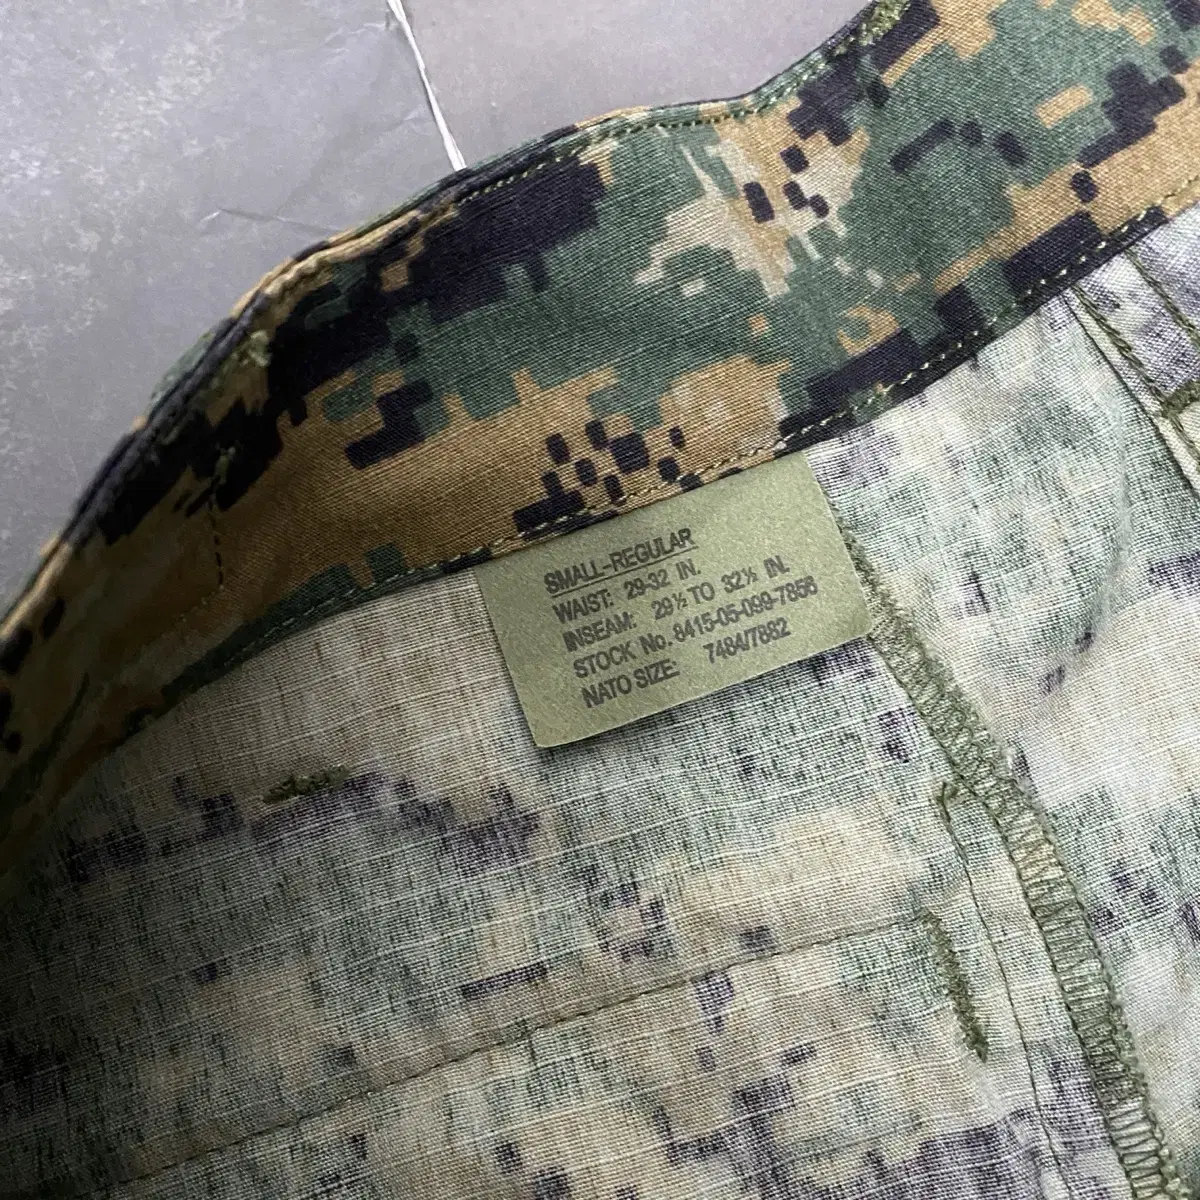 SMALL-REGULAR
WAIST: 29-32 IN.
INSEAM: 29½ TO 32½ IN.
STOCK No. 8415-05-099-7856
NATO SIZE: 7484/7882